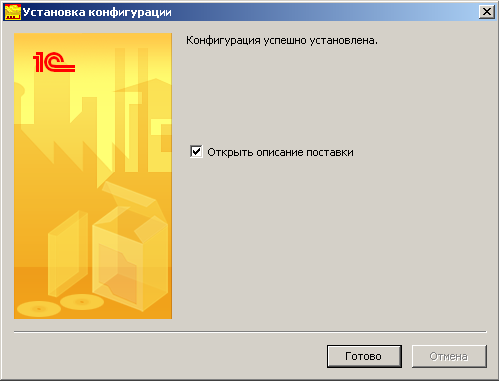 Установка конфигурации
1С
Конфигурация успешно установлена.
Открыть описание поставки
Готово
Отмена